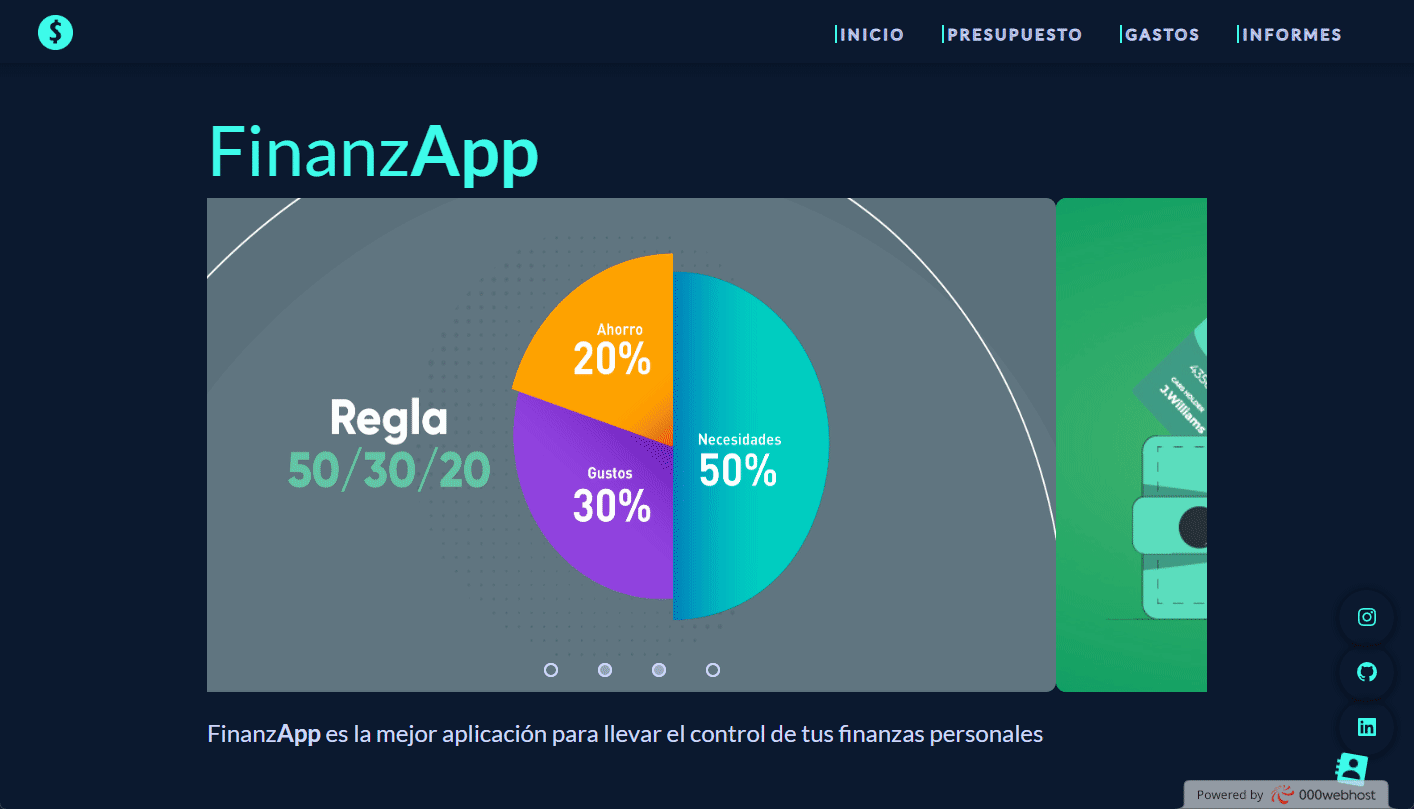 INICIO PRESUPUESTO GASTOS INFORMES
FinanzApp
Regla
50/30/20
Ahorro
20%
Gustos
30%
Necesidades
50%
CARD HOLDER
J.Williams
FinanzApp es la mejor aplicación para llevar el control de tus finanzas personales
Powered by 000webhost